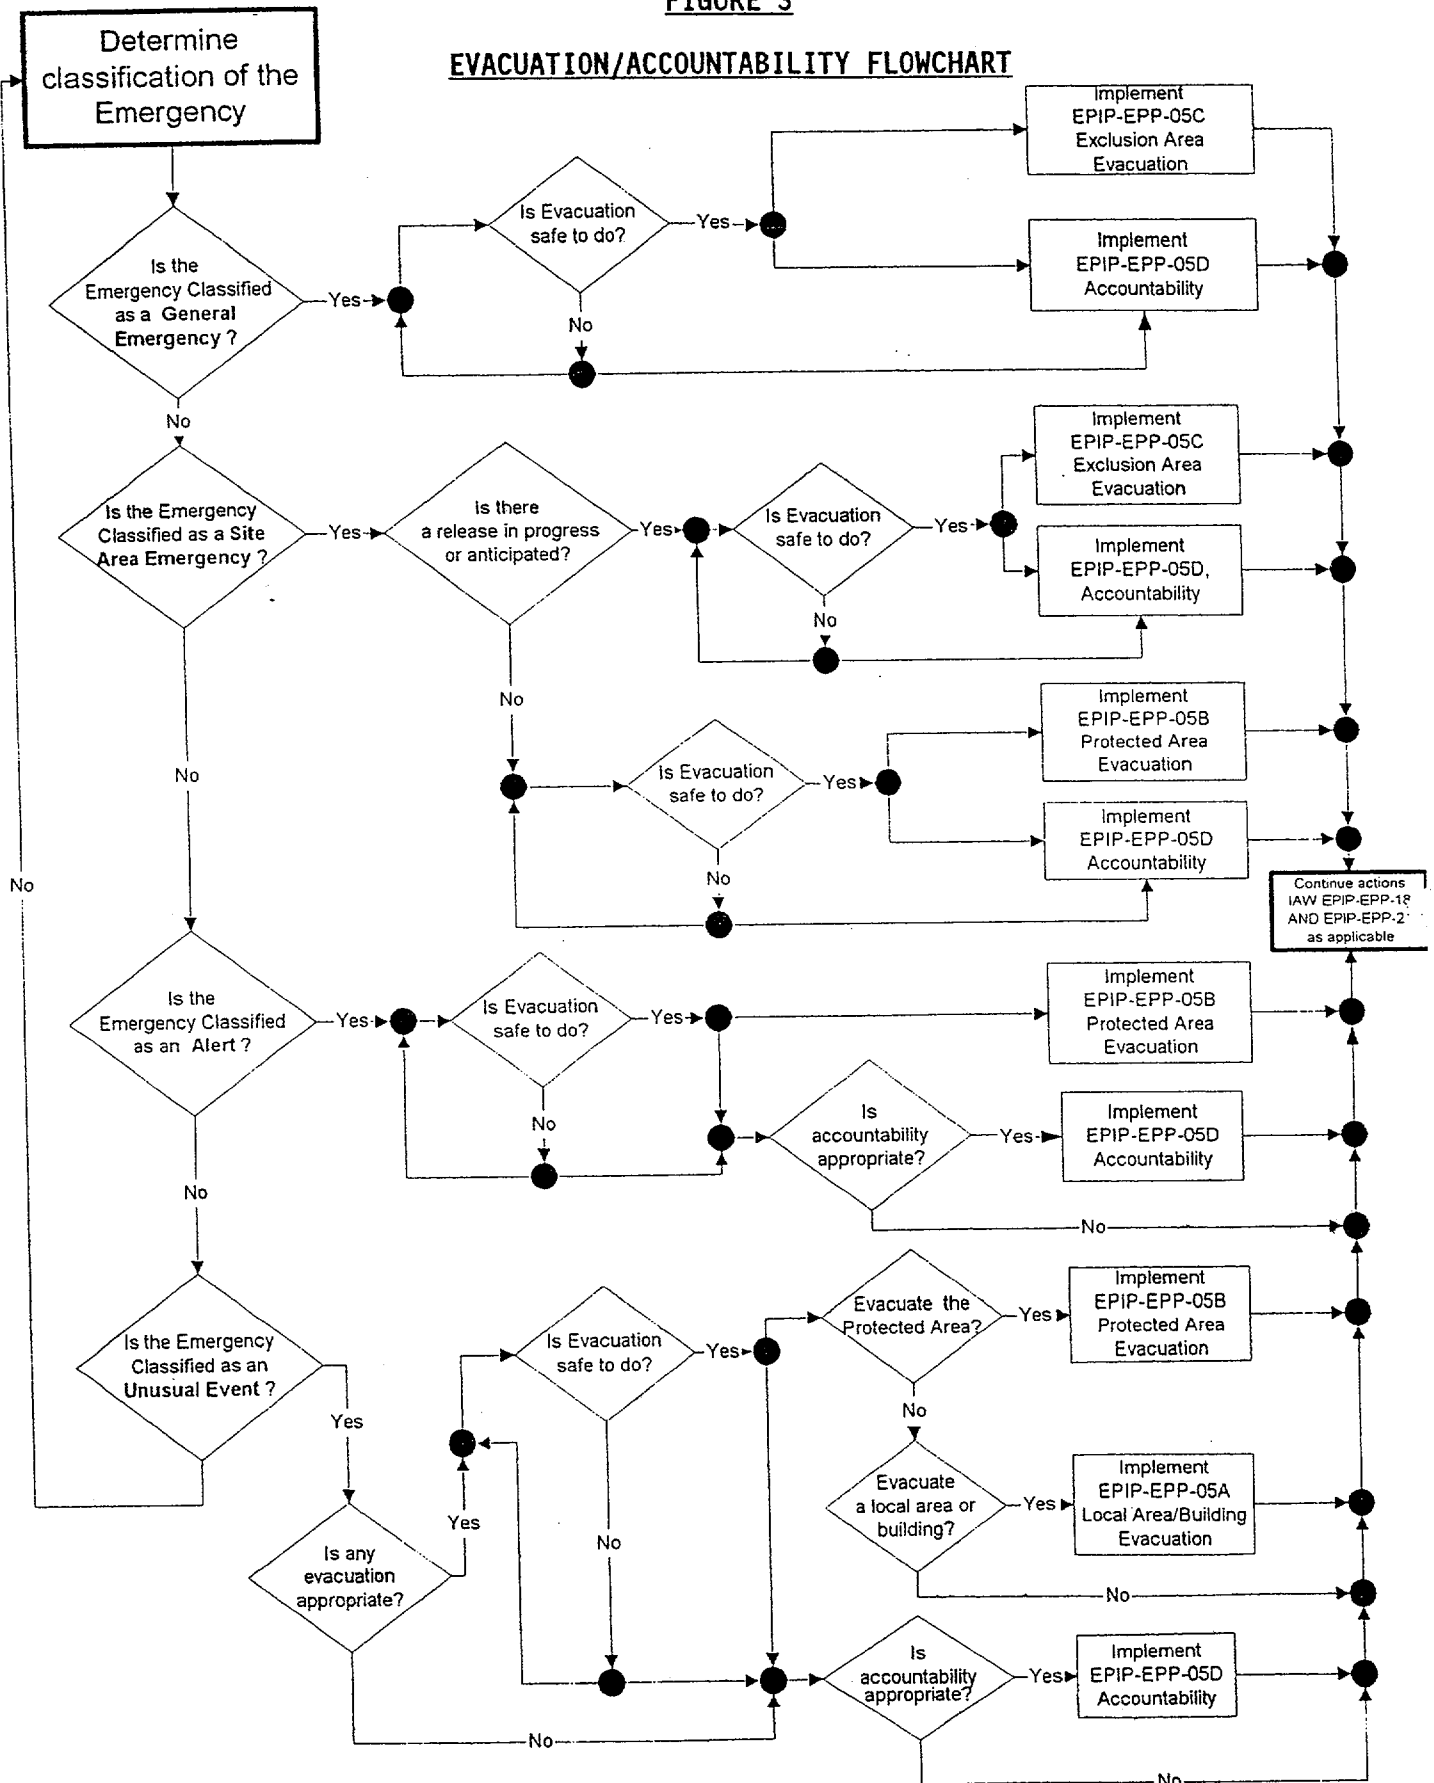 FIGURE 3
EVACUATION/ACCOUNTABILITY FLOWCHART
Determine
classification of the
Emergency
Implement
EPIP-EPP-05C
Exclusion Area
Evacuation
Is Evacuation
safe to do?
Yes
Implement
EPIP-EPP-05D
Accountability
Is the
Emergency Classified
as a General
Emergency ?
Yes
No
No
Implement
EPIP-EPP-05C
Exclusion Area
Evacuation
Is the Emergency
Classified as a Site
Area Emergency ?
Yes
Is there
a release in progress
or anticipated?
Yes
Is Evacuation
safe to do?
Yes
Implement
EPIP-EPP-05D,
Accountability
No
No
Implement
EPIP-EPP-05B
Protected Area
Evacuation
No
Is Evacuation
safe to do?
Yes
Implement
EPIP-EPP-05D
Accountability
No
No
Continue actions
IAW EPIP-EPP-18
AND EPIP-EPP-2
as applicable
Is the
Emergency Classified
as an Alert ?
Yes
Is Evacuation
safe to do?
Yes
Implement
EPIP-EPP-05B
Protected Area
Evacuation
No
Is
accountability
appropriate?
Yes
Implement
EPIP-EPP-05D
Accountability
No
No
Is the Emergency
Classified as an
Unusual Event ?
Yes
Is Evacuation
safe to do?
Yes
Evacuate the
Protected Area?
Yes
Implement
EPIP-EPP-05B
Protected Area
Evacuation
No
Yes
Evacuate
a local area or
building?
Yes
Implement
EPIP-EPP-05A
Local Area/Building
Evacuation
No
Is any
evacuation
appropriate?
No
No
Is
accountability
appropriate?
Yes
Implement
EPIP-EPP-05D
Accountability
No